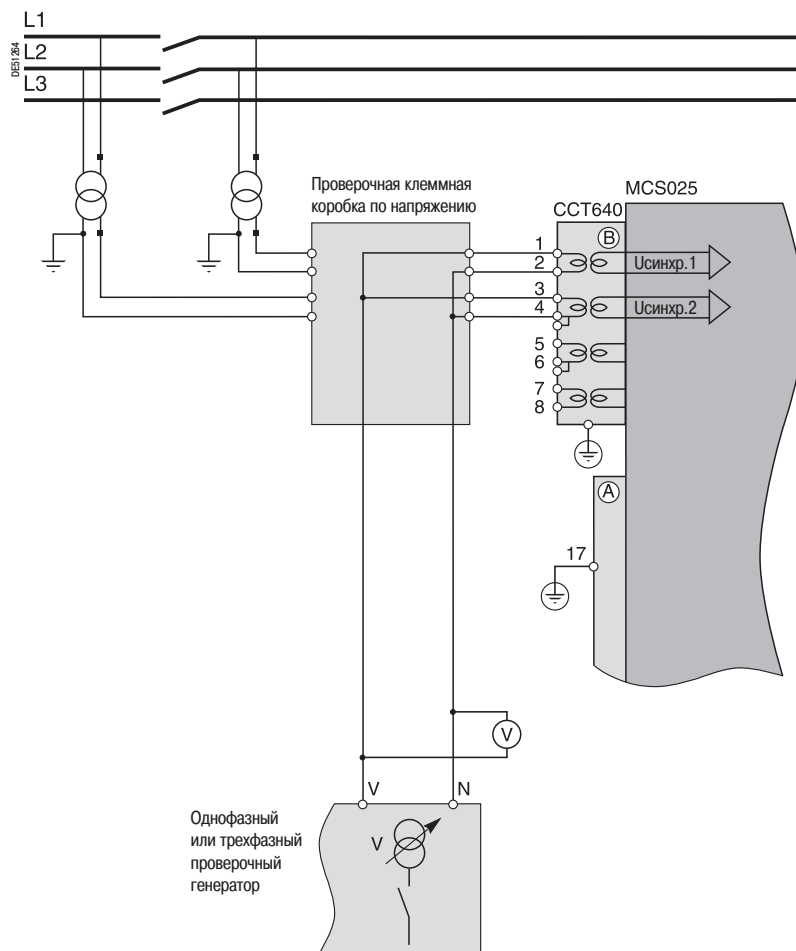 L1
DE51264
L2
L3
Проверочная клеммная
коробка по напряжению
MCS025
CCT640
B
1
2
Uсинхр.1
3
4
Uсинхр.2
5
6
7
8
A
17
V
V
N
Однофазный
или трехфазный
проверочный
генератор
V